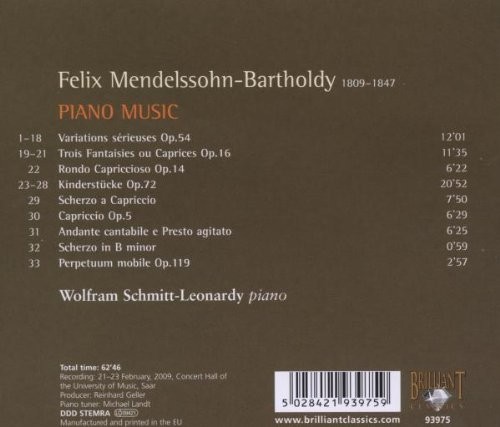 Felix Mendelssohn-Bartholdy 1809–1847
PIANO MUSIC
1–18 Variations sérieuses Op.54 12’01
19–21 Trois Fantaisies ou Caprices Op.16 11’35
22 Rondo Capriccioso Op.14 6’22
23–28 Kinderstücke Op.72 20’52
29 Scherzo a Capriccio 7’50
30 Capriccio Op.5 6’29
31 Andante cantabile e Presto agitato 6’25
32 Scherzo in B minor 0’59
33 Perpetuum mobile Op.119 2’57
Wolfram Schmitt-Leonardy piano
Total time: 62’46
Recording: 21–23 February, 2009, Concert Hall of
the University of Music, Saar
Producer: Reinhard Geller
Piano tuner: Michael Landt
DDD STEMRA
Manufactured and printed in the EU
5 028421 939759
www.brilliantclassics.com
BRILLIANT
CLASSICS
93975